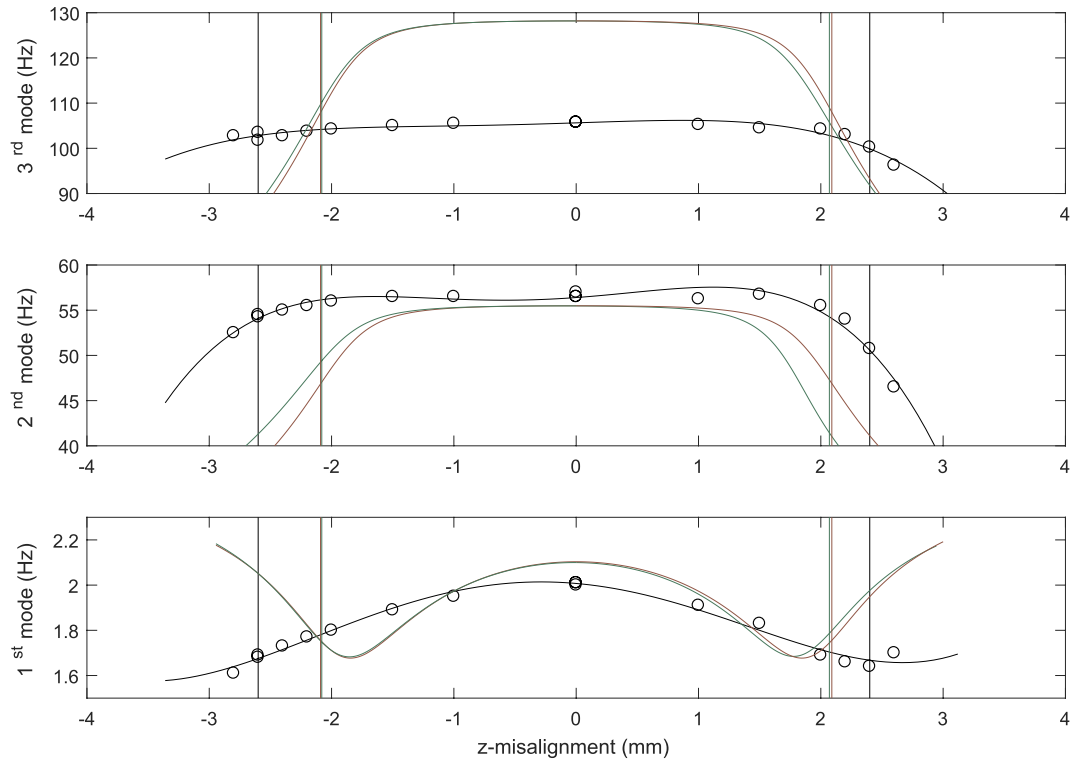 130
120
110
100
90
3 rd mode (Hz)
-4 -3 -2 -1 0 1 2 3 4
60
55
50
45
40
2 nd mode (Hz)
-4 -3 -2 -1 0 1 2 3 4
2.2
2
1.8
1.6
1 st mode (Hz)
-4 -3 -2 -1 0 1 2 3 4
z-misalignment (mm)